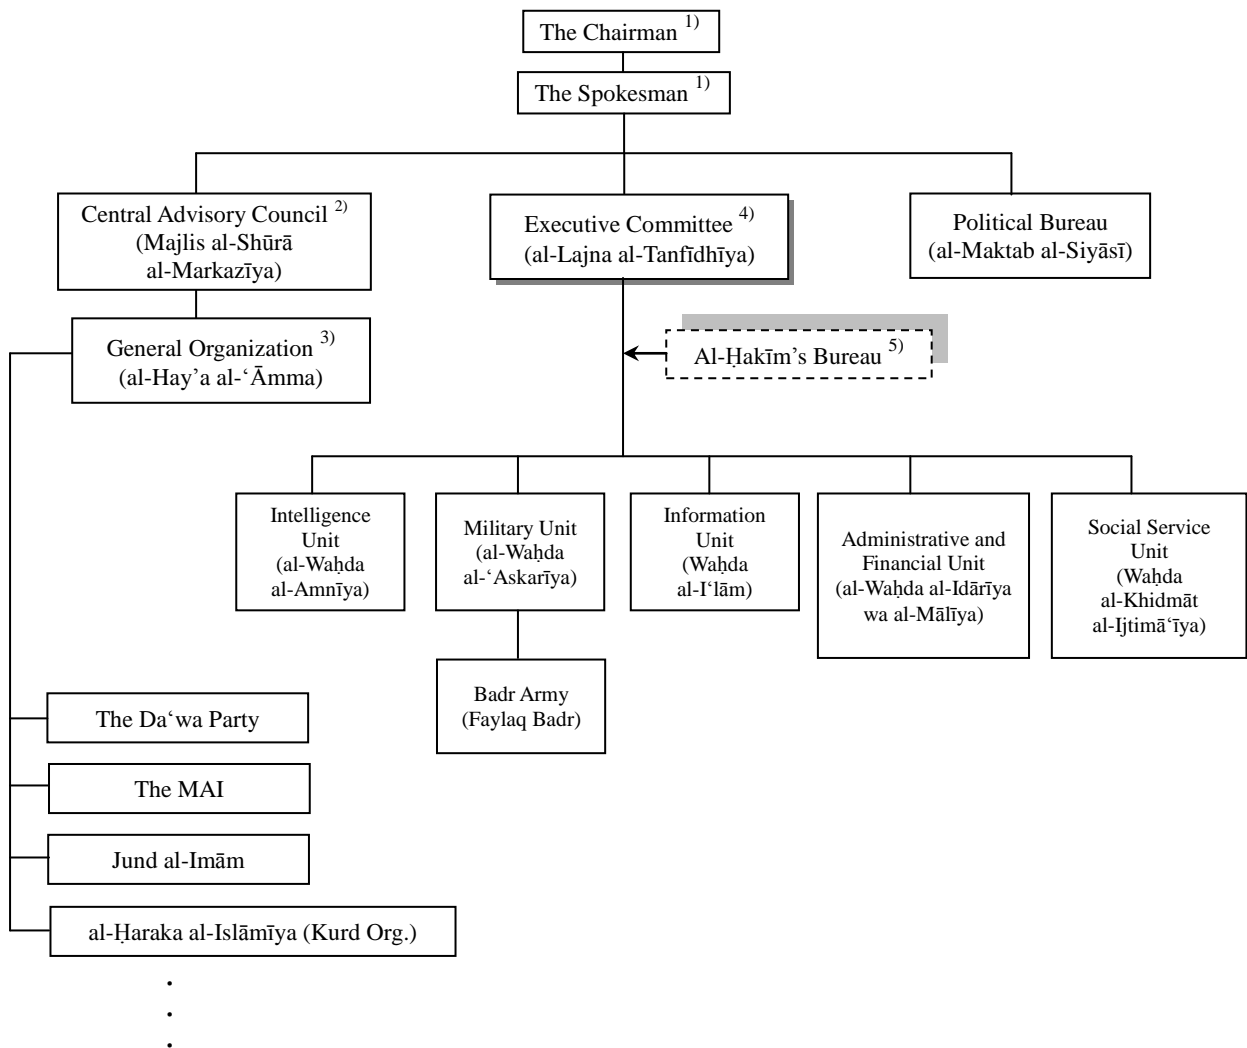 The Chairman 1)
The Spokesman 1)
Central Advisory Council 2)
(Majlis al-Shūrā
al-Markazīya)
Executive Committee 4)
(al-Lajna al-Tanfīdhīya)
Political Bureau
(al-Maktab al-Siyāsī)
General Organization 3)
(al-Hay’a al-‘Āmma)
Al-Ḥakīm’s Bureau 5)
Intelligence
Unit
(al-Waḥda
al-Amnīya)
Military Unit
(al-Waḥda
al-‘Askarīya)
Information
Unit
(Waḥda
al-I‘lām)
Administrative and
Financial Unit
(al-Waḥda al-Idārīya
wa al-Mālīya)
Social Service
Unit
(Waḥda
al-Khidmāt
al-Ijtimā‘īya)
Badr Army
(Faylaq Badr)
The Da‘wa Party
The MAI
Jund al-Imām
al-Ḥaraka al-Islāmīya (Kurd Org.)
.
.
.